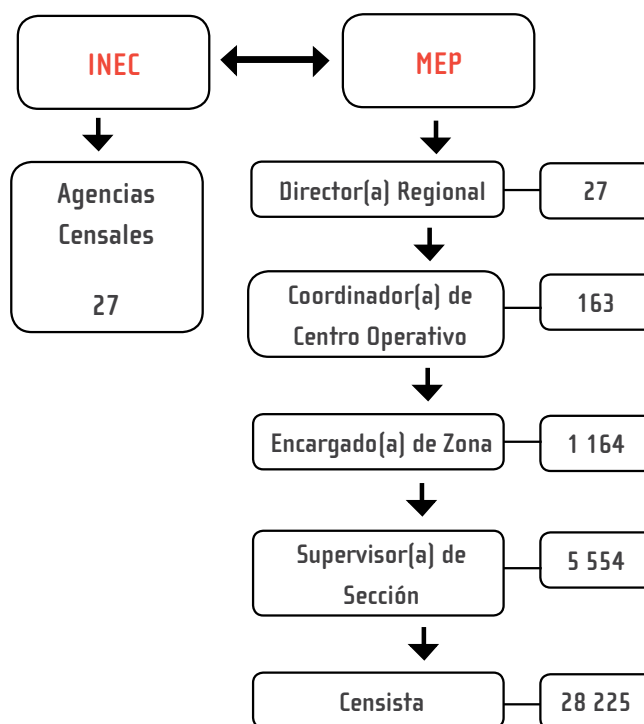 INEC
MEP
Agencias
Censales
27
Director(a) Regional
27
Coordinador(a) de
Centro Operativo
163
Encargado(a) de Zona
1 164
Supervisor(a) de
Sección
5 554
Censista
28 225